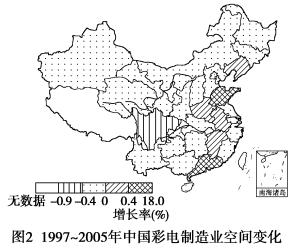 南海诸岛
无数据 -0.9 -0.4 0 0.4 18.0
增长率(%)
图2 1997~2005年中国彩电制造业空间变化